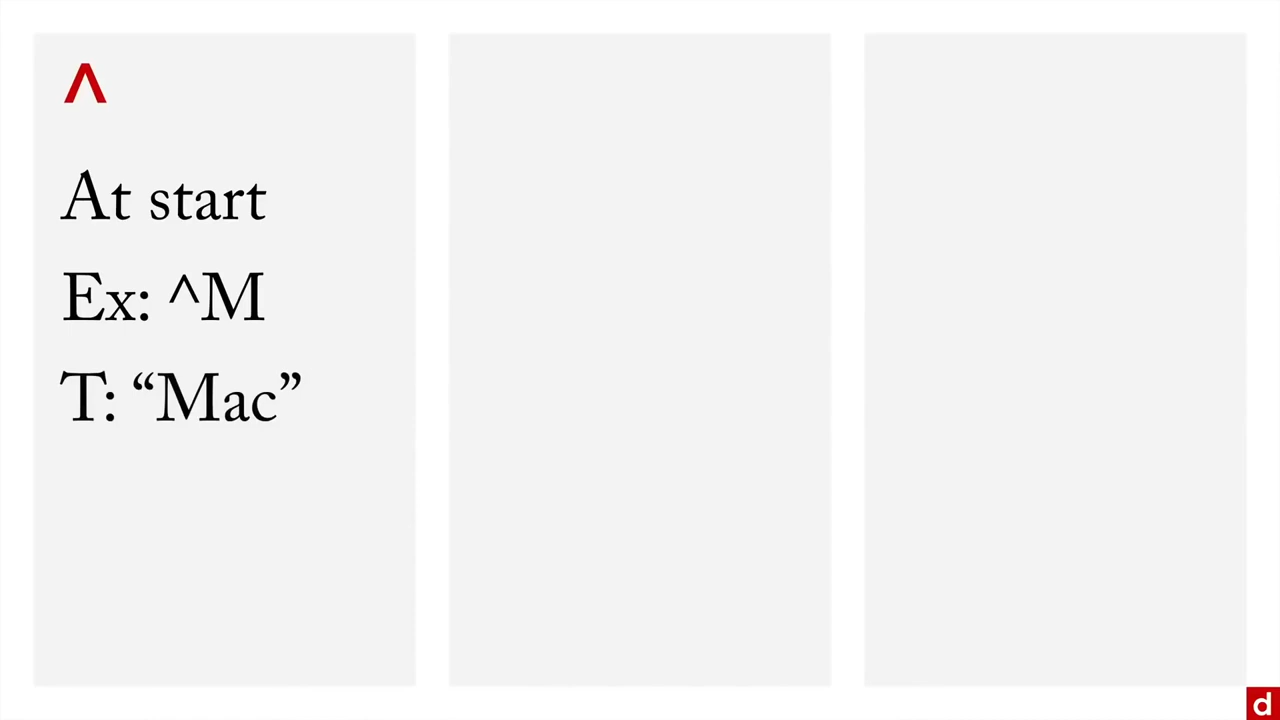 ^
At start
Ex: ^M
T: “Mac”
d